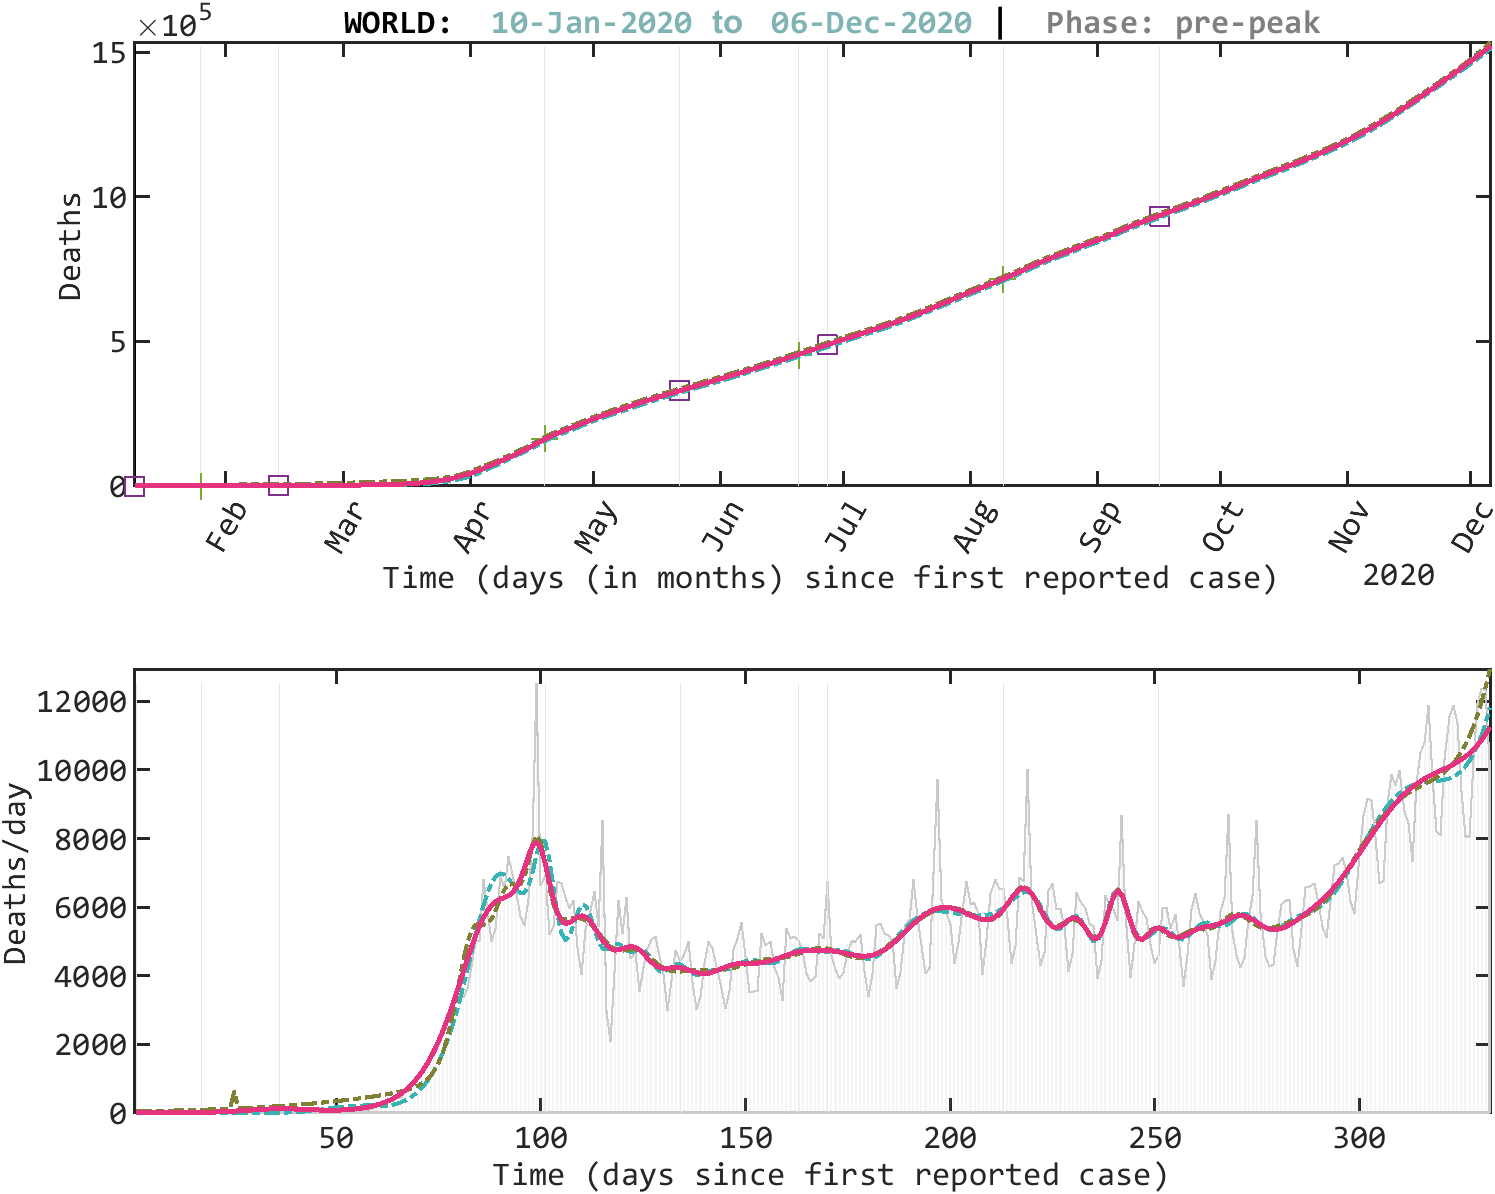 ×10⁵ WORLD: 10-Jan-2020 to 06-Dec-2020 | Phase: pre-peak
15
10
5
0
Deaths
Feb Mar Apr May Jun Jul Aug Sep Oct Nov Dec
Time (days (in months) since first reported case) 2020
12000
10000
8000
6000
4000
2000
0
Deaths/day
50 100 150 200 250 300
Time (days since first reported case)